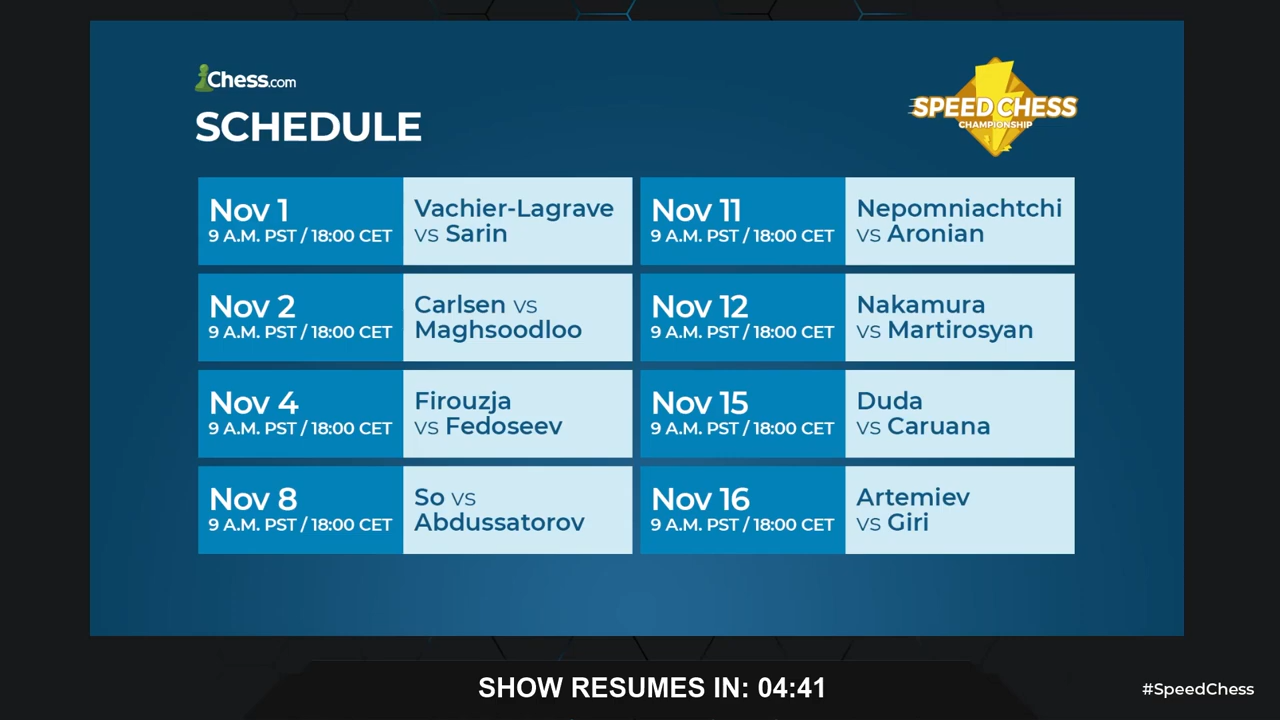 Chess.com
SCHEDULE
SPEED CHESS
CHAMPIONSHIP
Nov 1
9 A.M. PST / 18:00 CET
Vachier-Lagrave
vs Sarin
Nov 2
9 A.M. PST / 18:00 CET
Carlsen vs
Maghsoodloo
Nov 4
9 A.M. PST / 18:00 CET
Firouzja
vs Fedoseev
Nov 8
9 A.M. PST / 18:00 CET
So vs
Abdussatorov
Nov 11
9 A.M. PST / 18:00 CET
Nepomniachtchi
vs Aronian
Nov 12
9 A.M. PST / 18:00 CET
Nakamura
vs Martirosyan
Nov 15
9 A.M. PST / 18:00 CET
Duda
vs Caruana
Nov 16
9 A.M. PST / 18:00 CET
Artemiev
vs Giri
SHOW RESUMES IN: 04:41
#SpeedChess